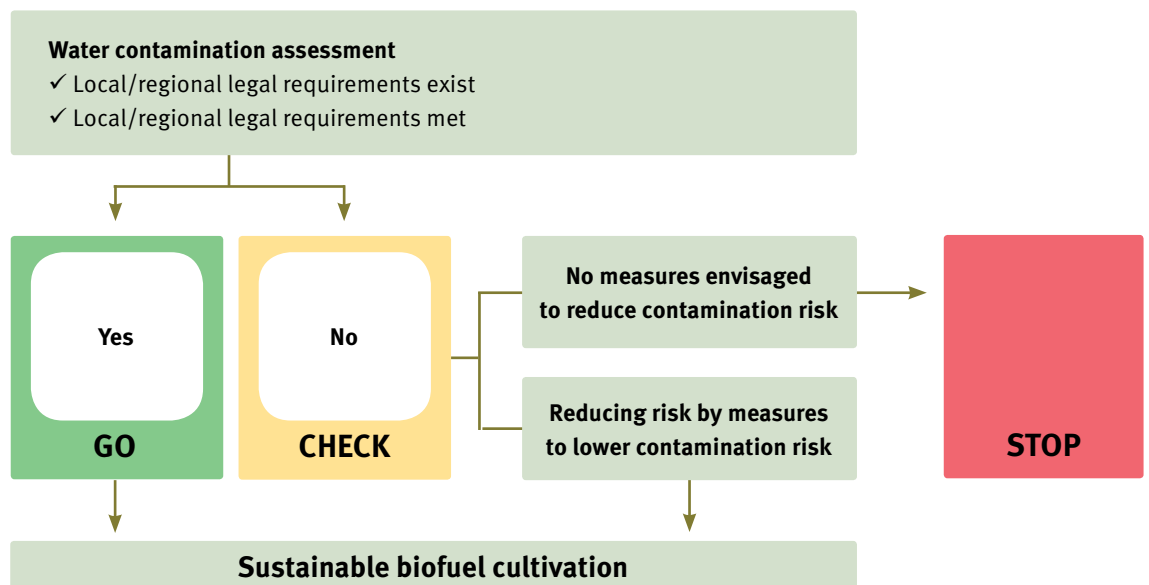 Water contamination assessment
✓ Local/regional legal requirements exist
✓ Local/regional legal requirements met
Yes
GO
No
CHECK
No measures envisaged
to reduce contamination risk
Reducing risk by measures
to lower contamination risk
STOP
Sustainable biofuel cultivation